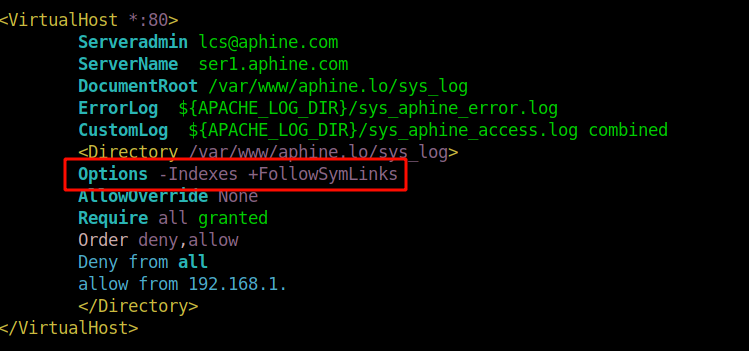 <VirtualHost *:80>
Serveradmin lcs@aphine.com
ServerName ser1.aphine.com
DocumentRoot /var/www/aphine.lo/sys_log
ErrorLog ${APACHE_LOG_DIR}/sys_aphine_error.log
CustomLog ${APACHE_LOG_DIR}/sys_aphine_access.log combined
<Directory /var/www/aphine.lo/sys_log>
Options -Indexes +FollowSymLinks
AllowOverride None
Require all granted
Order deny,allow
Deny from all
allow from 192.168.1.
</Directory>
</VirtualHost>